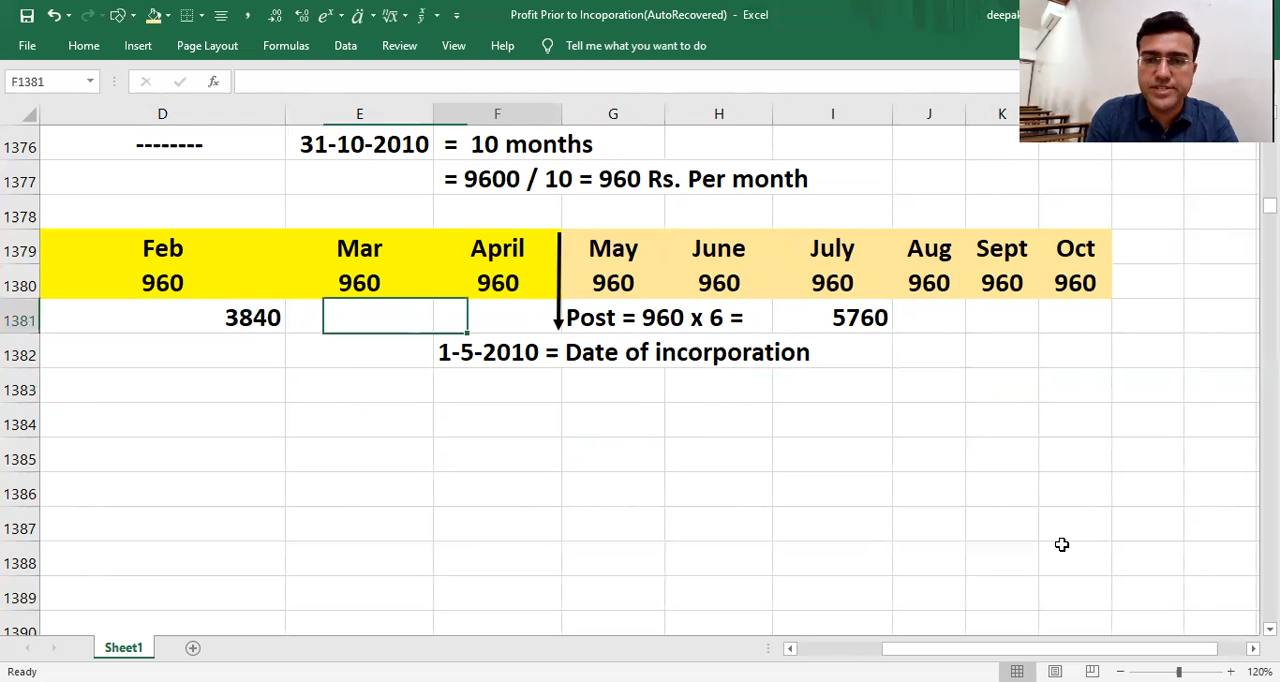 Profit Prior to Incoporation(AutoRecovered) - Excel
deepak
File Home Insert Page Layout Formulas Data Review View Help Tell me what you want to do
F1381
fx
D E F G H I J K
1376 -------- 31-10-2010 = 10 months
1377 = 9600 / 10 = 960 Rs. Per month
1378
1379 Feb Mar April May June July Aug Sept Oct
1380 960 960 960 960 960 960 960 960 960
1381 3840 Post = 960 x 6 = 5760
1382 1-5-2010 = Date of incorporation
1383
1384
1385
1386
1387
1388
1389
1390
Sheet1
Ready
120%